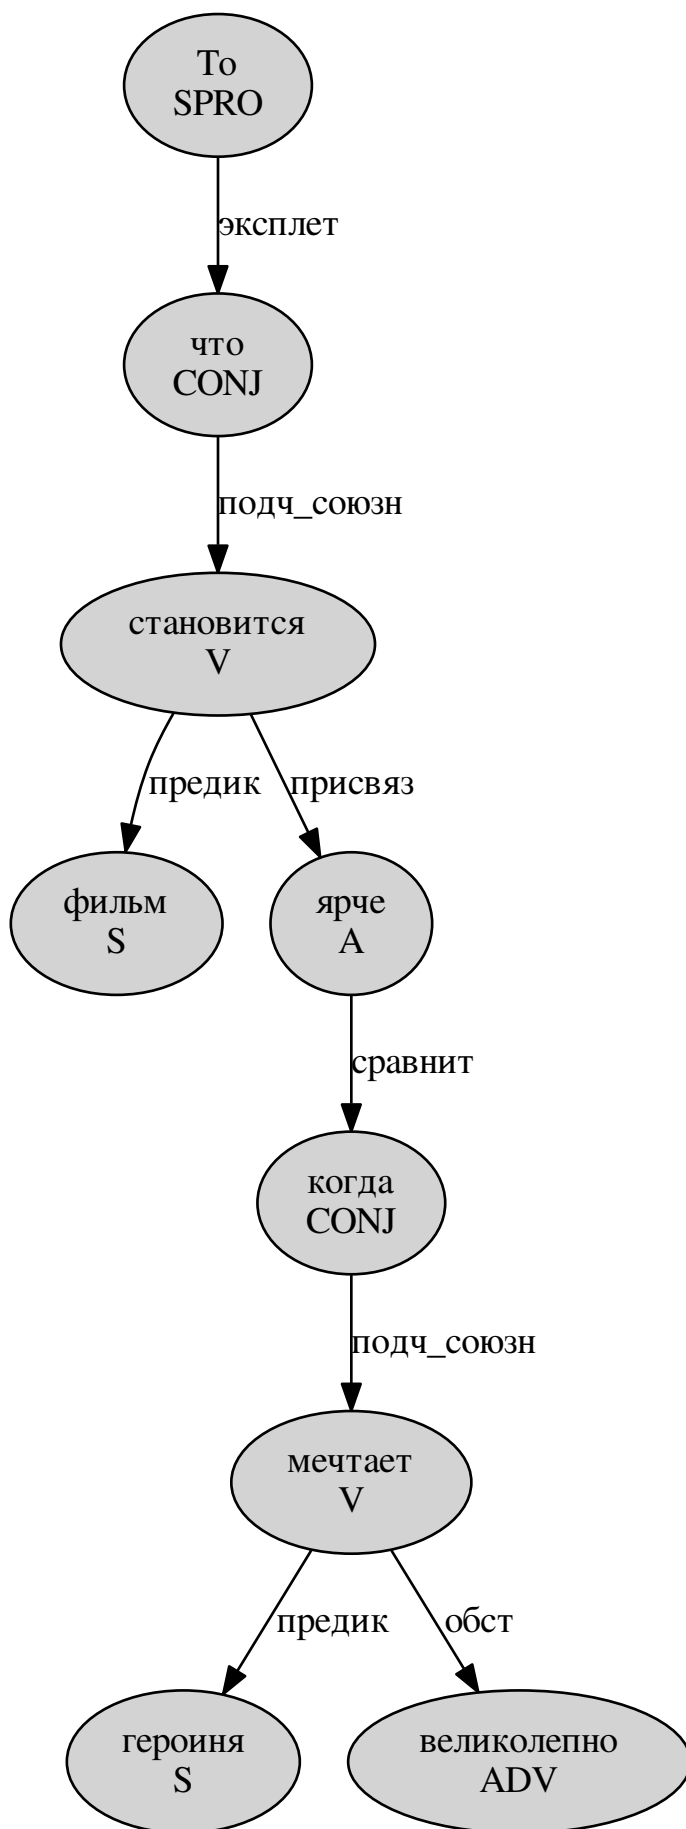 То
SPRO
эксплет
что
CONJ
подч_союзн
становится
V
предик
присвяз
фильм
S
ярче
A
сравнит
когда
CONJ
подч_союзн
мечтает
V
предик
обст
героиня
S
великолепно
ADV